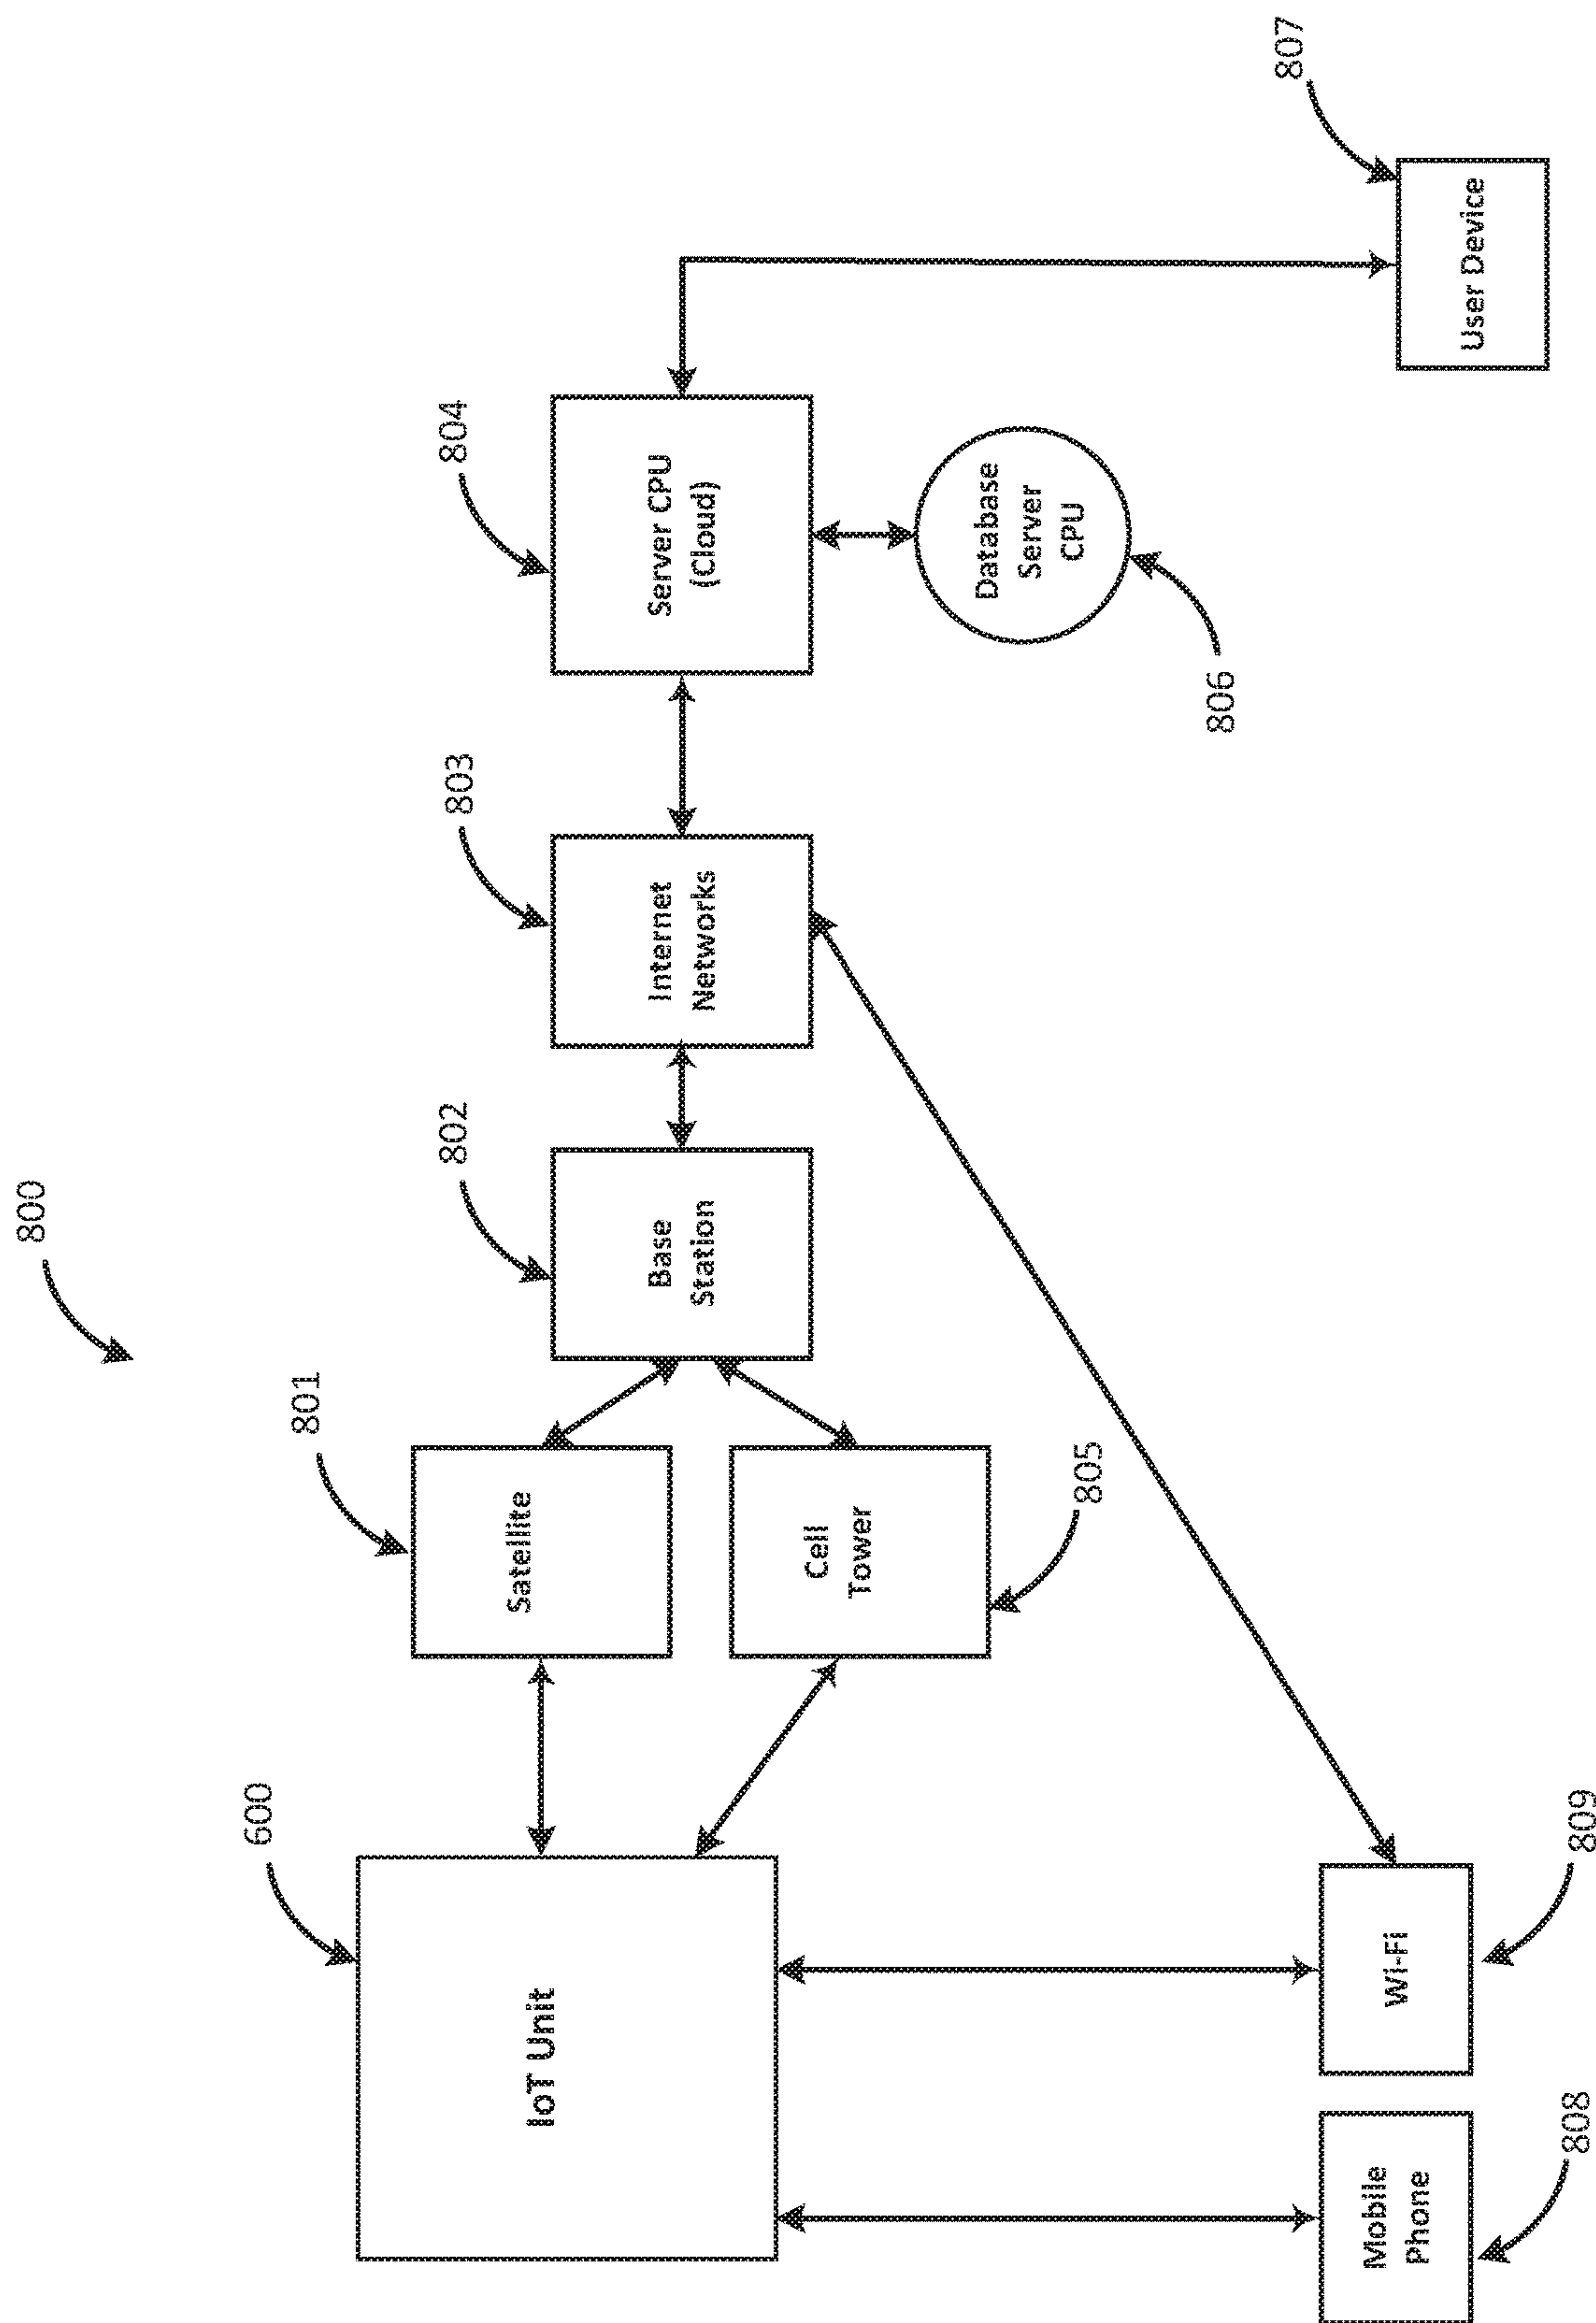 800
600
IoT Unit
801
Satellite
Cell
Tower
805
802
Base
Station
803
Internet
Networks
804
Server CPU
(Cloud)
Database
Server
CPU
806
807
User Device
Mobile
Phone
808
Wi-Fi
809